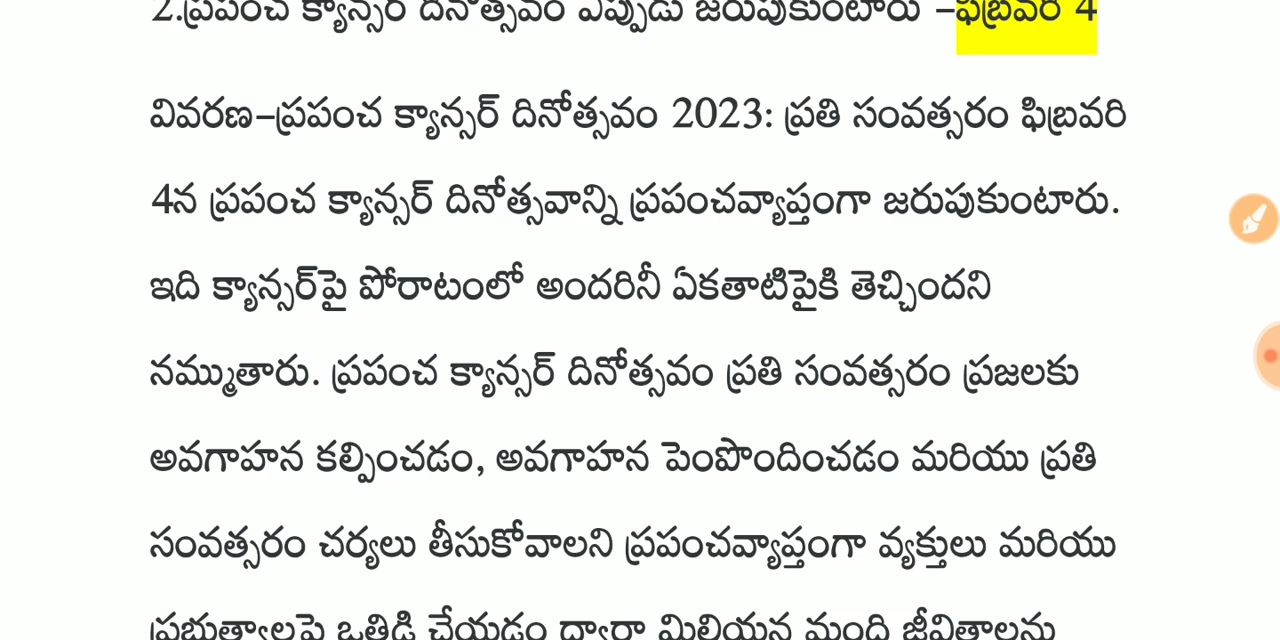 2.ప్రపంచ క్యాన్సర్ దినోత్సవం ఎప్పుడు జరుపుకుంటారు –ఫిబ్రవరి 4
వివరణ–ప్రపంచ క్యాన్సర్ దినోత్సవం 2023: ప్రతి సంవత్సరం ఫిబ్రవరి
4న ప్రపంచ క్యాన్సర్ దినోత్సవాన్ని ప్రపంచవ్యాప్తంగా జరుపుకుంటారు.
ఇది క్యాన్సర్‌పై పోరాటంలో అందరినీ ఏకతాటిపైకి తెచ్చిందని
నమ్ముతారు. ప్రపంచ క్యాన్సర్ దినోత్సవం ప్రతి సంవత్సరం ప్రజలకు
అవగాహన కల్పించడం, అవగాహన పెంపొందించడం మరియు ప్రతి
సంవత్సరం చర్యలు తీసుకోవాలని ప్రపంచవ్యాప్తంగా వ్యక్తులు మరియు
ప్రభుత్వాలపై ఒత్తిడి చేయడం ద్వారా మిలియన్ల మంది జీవితాలను